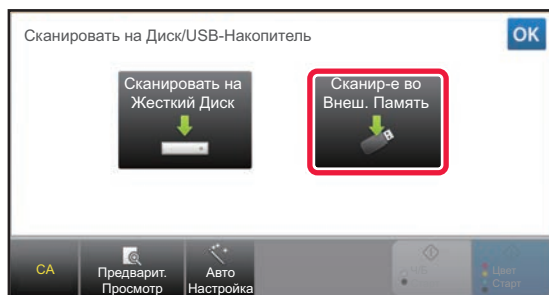 Сканировать на Диск/USB-Накопитель
OK
Сканировать на
Жесткий Диск
Сканир-е во
Внеш. Память
CA
Предварит.
Просмотр
Авто
Настройка
Ч/Б
Старт
Цвет
Старт